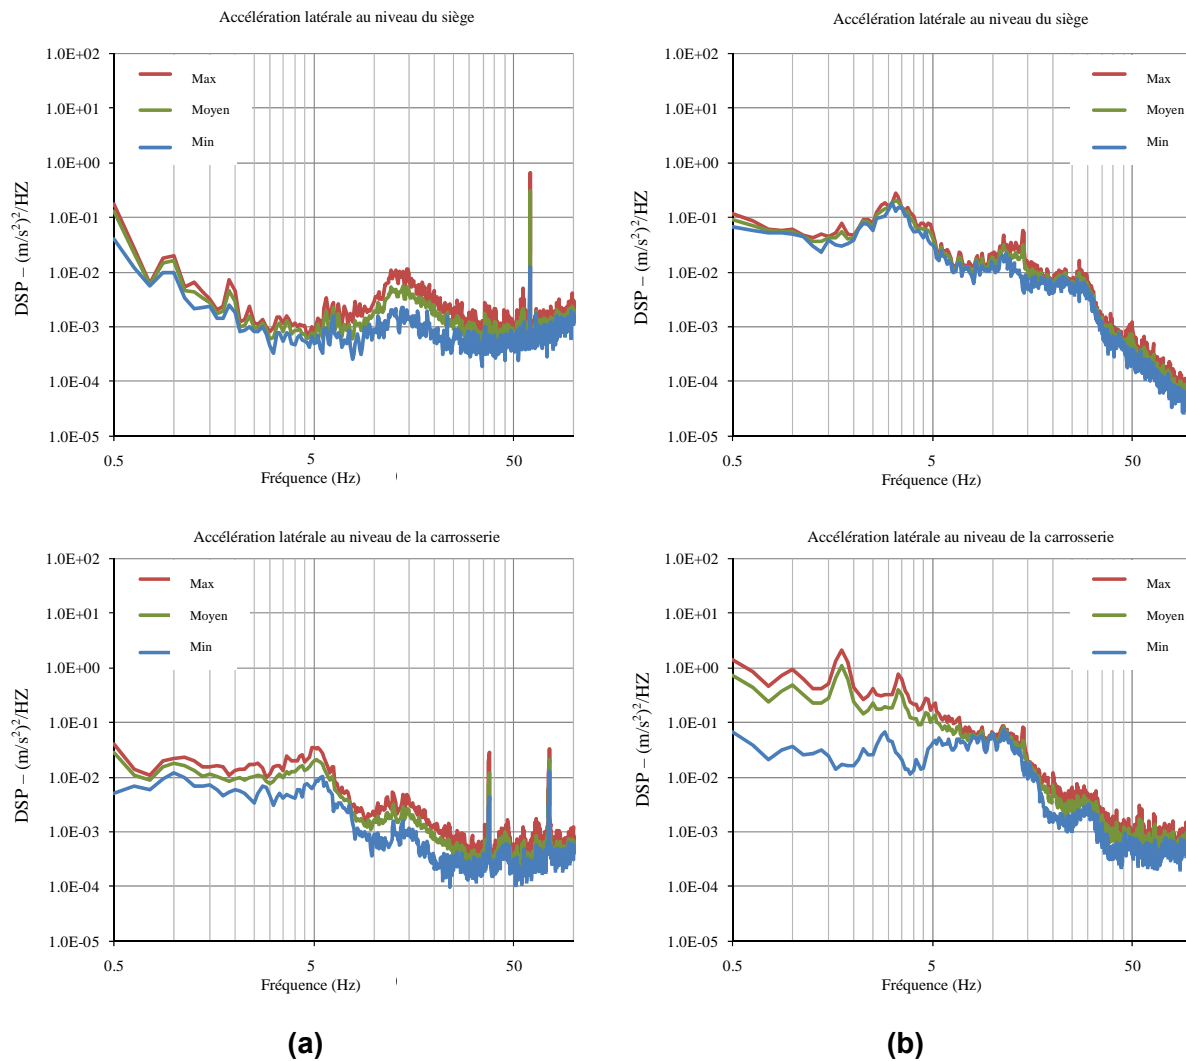 Accélération latérale au niveau du siège
1.0E+02
1.0E+01
1.0E+00
1.0E-01
1.0E-02
1.0E-03
1.0E-04
1.0E-05
DSP – (m/s²)²/HZ
Max
Moyen
Min
0.5
5
50
Fréquence (Hz)
Accélération latérale au niveau du siège
1.0E+02
1.0E+01
1.0E+00
1.0E-01
1.0E-02
1.0E-03
1.0E-04
1.0E-05
DSP – (m/s²)²/HZ
Max
Moyen
Min
0.5
5
50
Fréquence (Hz)
Accélération latérale au niveau de la carrosserie
1.0E+02
1.0E+01
1.0E+00
1.0E-01
1.0E-02
1.0E-03
1.0E-04
1.0E-05
DSP – (m/s²)²/HZ
Max
Moyen
Min
0.5
5
50
Fréquence (Hz)
Accélération latérale au niveau de la carrosserie
1.0E+02
1.0E+01
1.0E+00
1.0E-01
1.0E-02
1.0E-03
1.0E-04
1.0E-05
DSP – (m/s²)²/HZ
Max
Moyen
Min
0.5
5
50
Fréquence (Hz)
(a)
(b)